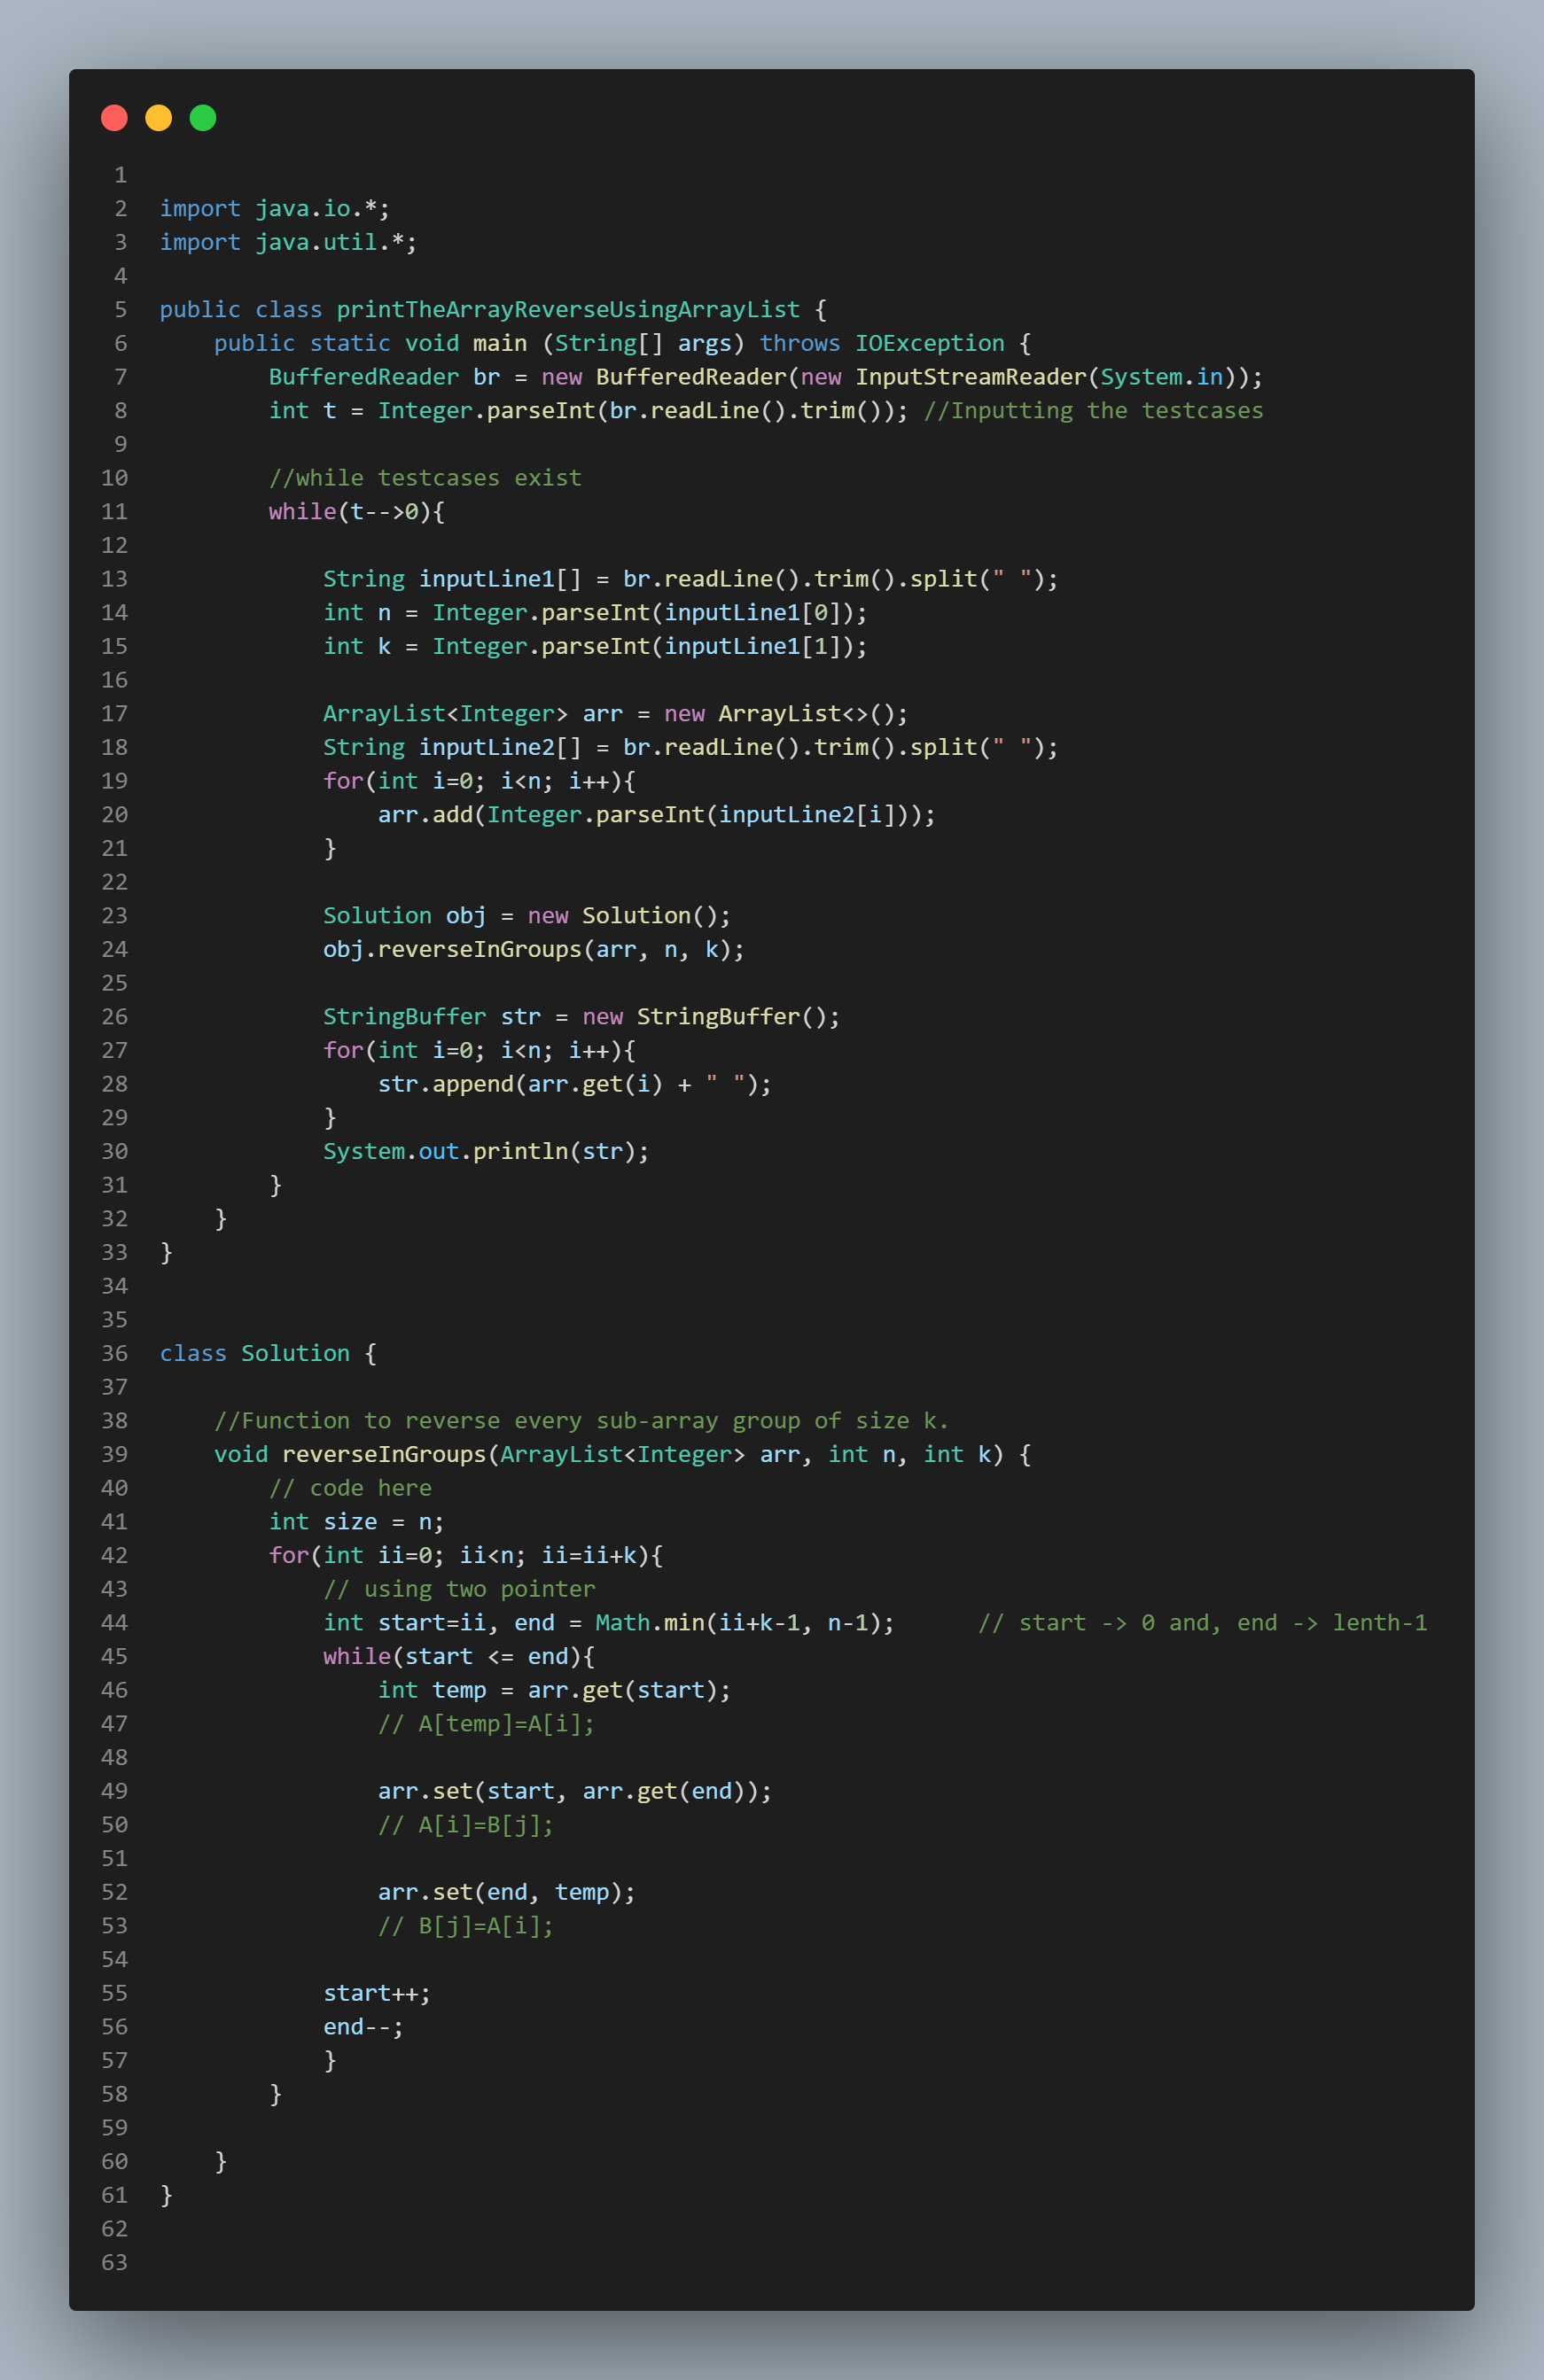 1
2 import java.io.*;
3 import java.util.*;
4
5 public class printTheArrayReverseUsingArrayList {
6     public static void main (String[] args) throws IOException {
7         BufferedReader br = new BufferedReader(new InputStreamReader(System.in));
8         int t = Integer.parseInt(br.readLine().trim()); //Inputting the testcases
9
10         //while testcases exist
11         while(t-->0){
12
13             String inputLine1[] = br.readLine().trim().split(" ");
14             int n = Integer.parseInt(inputLine1[0]);
15             int k = Integer.parseInt(inputLine1[1]);
16
17             ArrayList<Integer> arr = new ArrayList<>();
18             String inputLine2[] = br.readLine().trim().split(" ");
19             for(int i=0; i<n; i++){
20                 arr.add(Integer.parseInt(inputLine2[i]));
21             }
22
23             Solution obj = new Solution();
24             obj.reverseInGroups(arr, n, k);
25
26             StringBuffer str = new StringBuffer();
27             for(int i=0; i<n; i++){
28                 str.append(arr.get(i) + " ");
29             }
30             System.out.println(str);
31         }
32     }
33 }
34
35
36 class Solution {
37
38     //Function to reverse every sub-array group of size k.
39     void reverseInGroups(ArrayList<Integer> arr, int n, int k) {
40         // code here
41         int size = n;
42         for(int ii=0; ii<n; ii=ii+k){
43             // using two pointer
44             int start=ii, end = Math.min(ii+k-1, n-1);      // start -> 0 and, end -> lenth-1
45             while(start <= end){
46                 int temp = arr.get(start);
47                 // A[temp]=A[i];
48
49                 arr.set(start, arr.get(end));
50                 // A[i]=B[j];
51
52                 arr.set(end, temp);
53                 // B[j]=A[i];
54
55             start++;
56             end--;
57             }
58         }
59
60     }
61 }
62
63